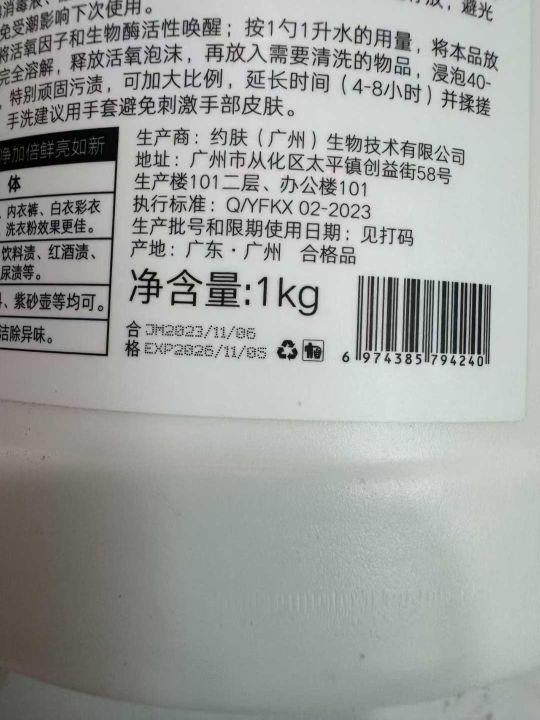 消毒液、
存放，避光
免受潮影响下次使用。
将活氧因子和生物酶活性唤醒；按1勺1升水的用量，将本品放
完全溶解，释放活氧泡沫，再放入需要清洗的物品，浸泡40-
，特别顽固污渍，可加大比例，延长时间（4-8小时）并揉搓
手洗建议用手套避免刺激手部皮肤。
净加倍鲜亮如新
体
、内衣裤、白衣彩衣
洗衣粉效果更佳。
饮料渍、红酒渍、
尿渍等。
、紫砂壶等均可。
洁除异味。
生产商：约肤（广州）生物技术有限公司
地址：广州市从化区太平镇创益街58号
生产楼101二层、办公楼101
执行标准：Q/YFKX 02-2023
生产批号和限期使用日期：见打码
产地：广东·广州 合格品
净含量:1kg
合 JM2023/11/06
格 EXP2026/11/05
6 974385 794240